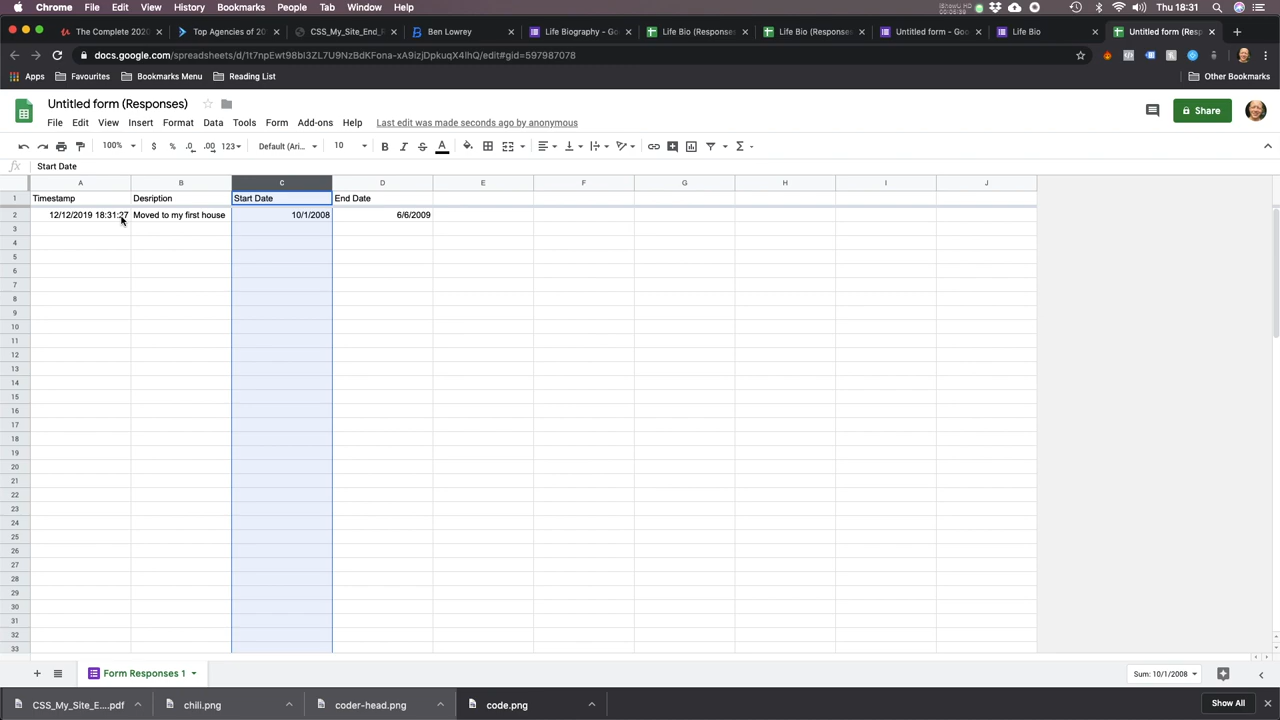 Chrome File Edit View History Bookmarks People Tab Window Help Thu 18:31
The Complete 2020 Top Agencies of 20 CSS_My_Site_End_ Ben Lowrey Life Biography - Go Life Bio (Respons Life Bio (Respons Untitled form - Goo Life Bio Untitled form (Resp
docs.google.com/spreadsheets/d/1t7npEwt98bI3ZL7U9NzBdKFona-xA9izjDpkuqX4lhQ/edit#gid=597987078
Apps Favourites Bookmarks Menu Reading List Other Bookmarks
Untitled form (Responses)
Share
File Edit View Insert Format Data Tools Form Add-ons Help Last edit was made seconds ago by anonymous
100% $ % .0 .00 123 Default (Ari... 10 B I S A
fx Start Date
A B C D E F G H I J
1 Timestamp Desription Start Date End Date
2 12/12/2019 18:31:27 Moved to my first house 10/1/2008 6/6/2009
3
4
5
6
7
8
9
10
11
12
13
14
15
16
17
18
19
20
21
22
23
24
25
26
27
28
29
30
31
32
33
Form Responses 1 Sum: 10/1/2008
CSS_My_Site_E....pdf chili.png coder-head.png code.png Show All